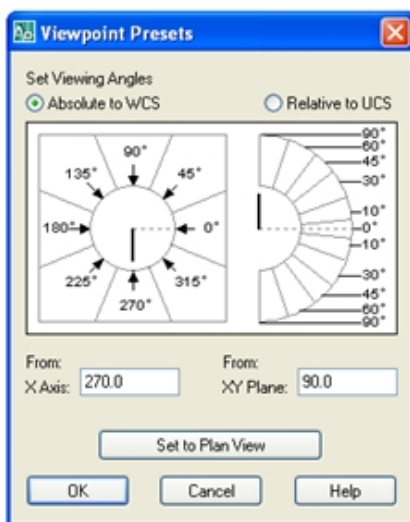 Viewpoint Presets
Set Viewing Angles
Absolute to WCS
Relative to UCS
90°
135°
45°
180°
0°
225°
315°
270°
90°
60°
45°
30°
10°
0°
10°
30°
45°
60°
90°
From:
X Axis: 270.0
From:
XY Plane: 90.0
Set to Plan View
OK
Cancel
Help